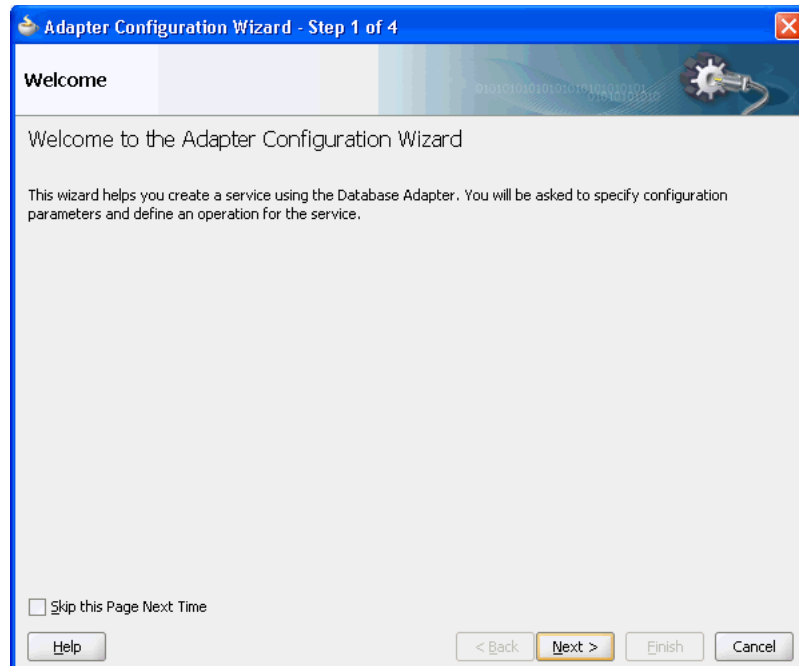 Adapter Configuration Wizard - Step 1 of 4
Welcome
Welcome to the Adapter Configuration Wizard
This wizard helps you create a service using the Database Adapter. You will be asked to specify configuration
parameters and define an operation for the service.
Skip this Page Next Time
Help
< Back
Next >
Finish
Cancel